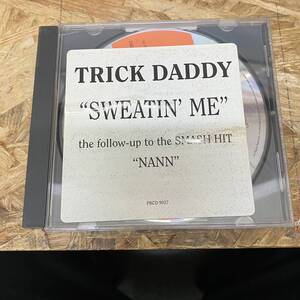 TRICK DADDY
“SWEATIN’ ME”
the follow-up to the SMASH HIT
“NANN”